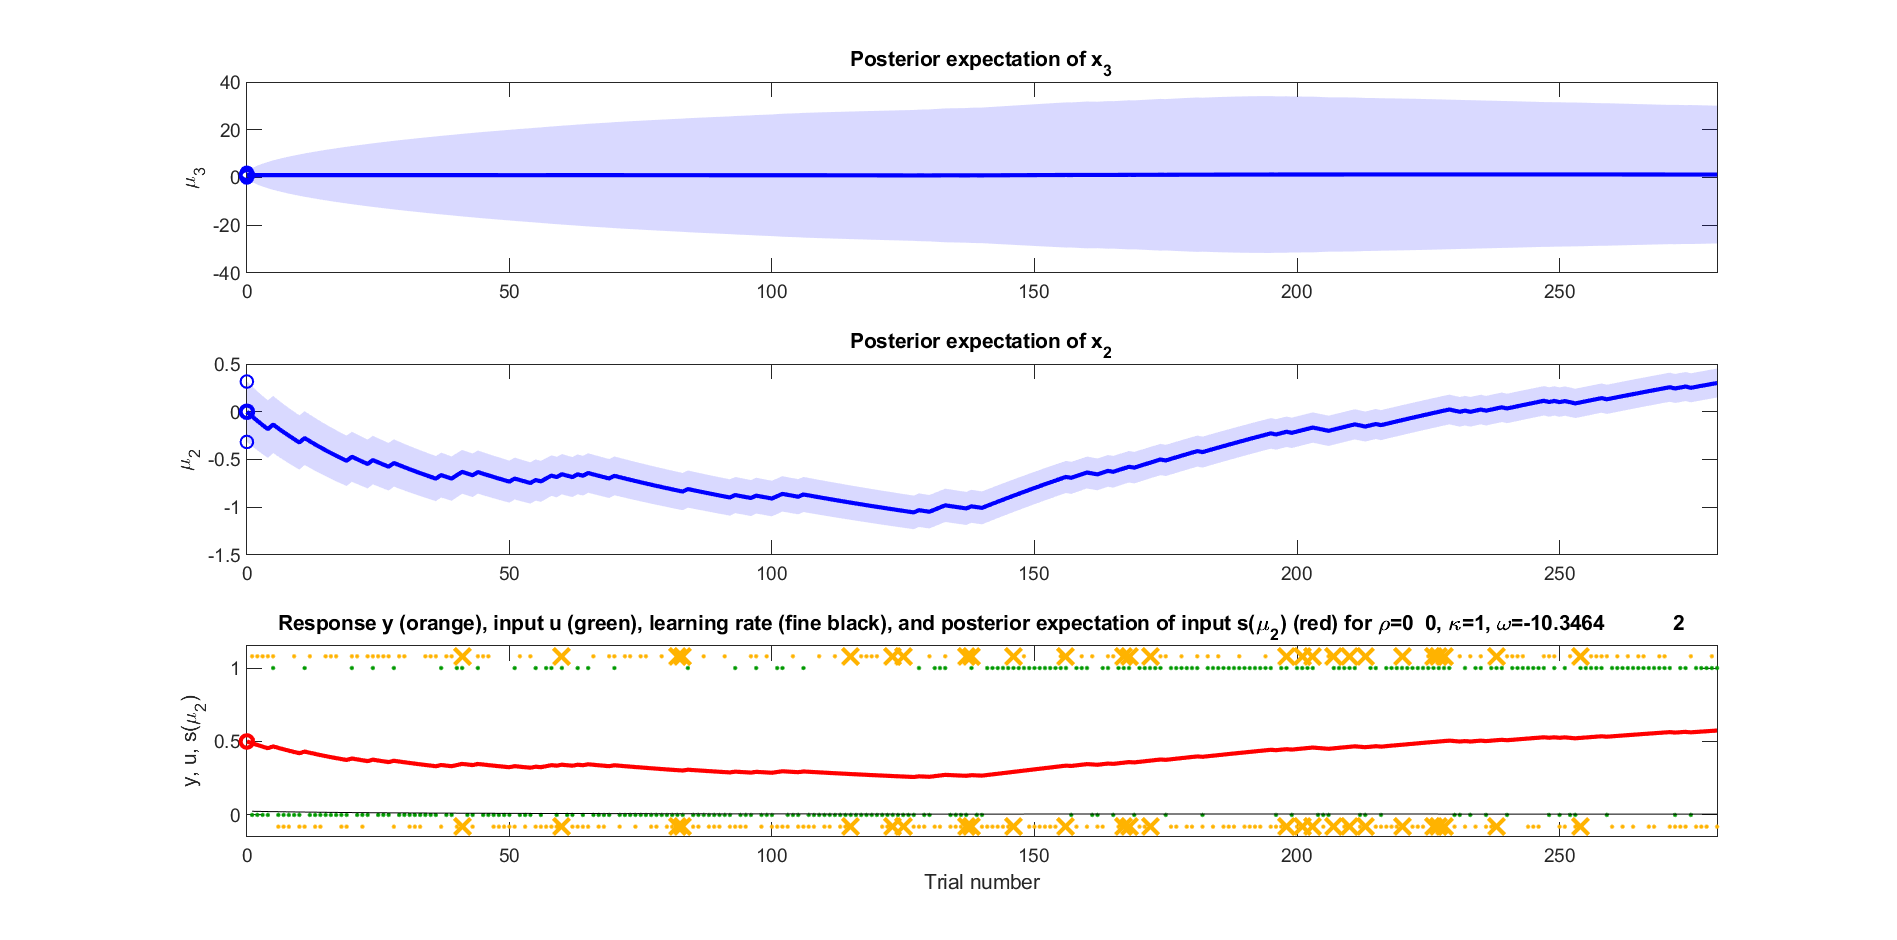 Posterior expectation of x3
40
20
0
-20
-40
μ3
0 50 100 150 200 250
Posterior expectation of x2
0.5
0
-0.5
-1
-1.5
μ2
0 50 100 150 200 250
Response y (orange), input u (green), learning rate (fine black), and posterior expectation of input s(μ2) (red) for ρ=0 0, κ=1, ω=-10.3464 2
1
0.5
0
y, u, s(μ2)
0 50 100 150 200 250
Trial number